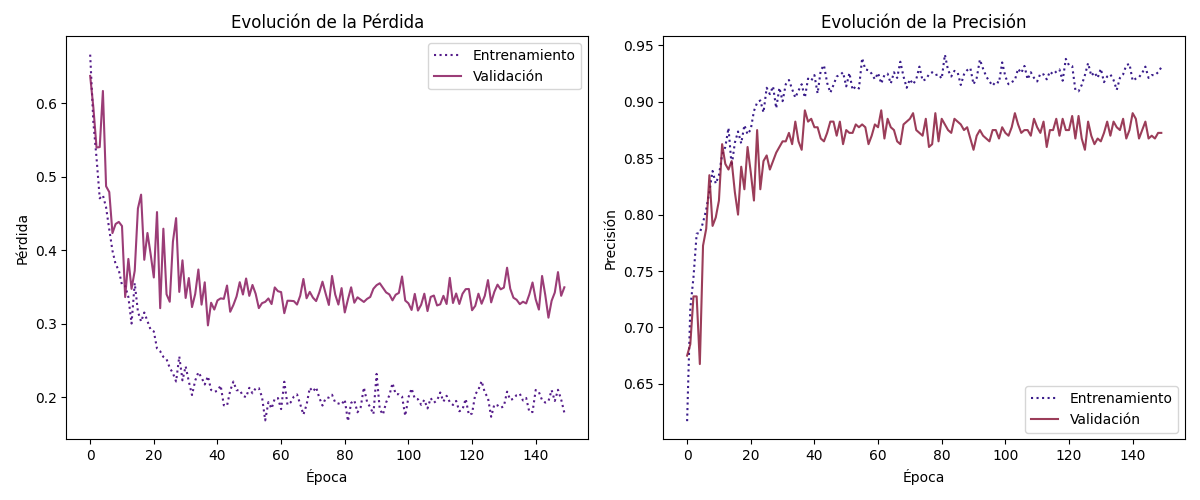 Evolución de la Pérdida
Pérdida
0.6
0.5
0.4
0.3
0.2
0 20 40 60 80 100 120 140
Época
Entrenamiento
Validación
Evolución de la Precisión
Precisión
0.95
0.90
0.85
0.80
0.75
0.70
0.65
0 20 40 60 80 100 120 140
Época
Entrenamiento
Validación